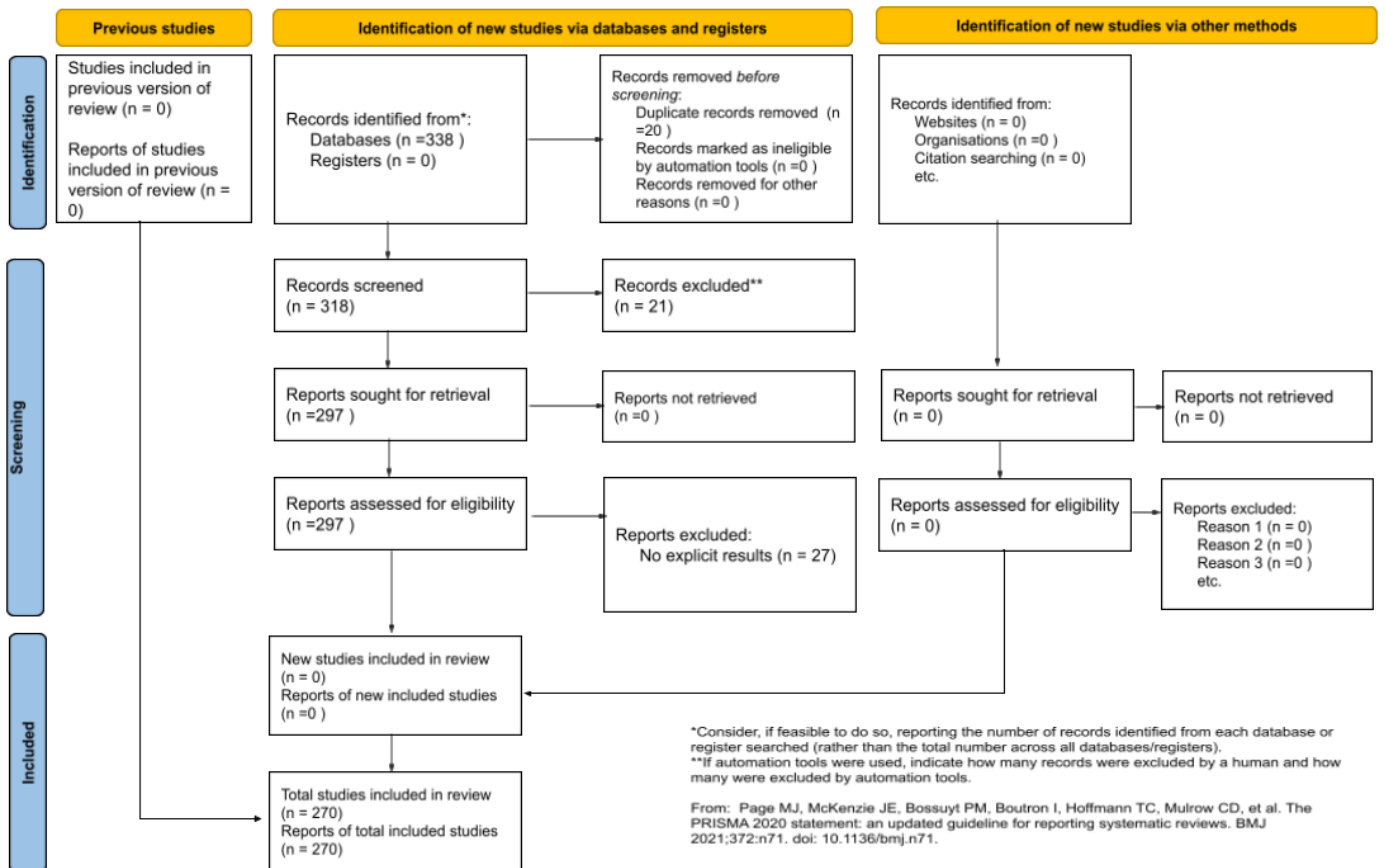 Previous studies
Identification of new studies via databases and registers
Identification of new studies via other methods
Identification
Studies included in
previous version of
review (n = 0)
Reports of studies
included in previous
version of review (n =
0)
Records identified from*:
Databases (n =338 )
Registers (n = 0)
Records removed before
screening:
Duplicate records removed (n
=20 )
Records marked as ineligible
by automation tools (n =0 )
Records removed for other
reasons (n =0 )
Records identified from:
Websites (n = 0)
Organisations (n =0 )
Citation searching (n = 0)
etc.
Screening
Records screened
(n = 318)
Records excluded**
(n = 21)
Reports sought for retrieval
(n =297 )
Reports not retrieved
(n =0 )
Reports sought for retrieval
(n = 0)
Reports not retrieved
(n = 0)
Reports assessed for eligibility
(n =297 )
Reports excluded:
No explicit results (n = 27)
Reports assessed for eligibility
(n = 0)
Reports excluded:
Reason 1 (n = 0)
Reason 2 (n =0 )
Reason 3 (n =0 )
etc.
Included
New studies included in review
(n = 0)
Reports of new included studies
(n =0 )
Total studies included in review
(n = 270)
Reports of total included studies
(n = 270)
*Consider, if feasible to do so, reporting the number of records identified from each database or
register searched (rather than the total number across all databases/registers).
**If automation tools were used, indicate how many records were excluded by a human and how
many were excluded by automation tools.
From: Page MJ, McKenzie JE, Bossuyt PM, Boutron I, Hoffmann TC, Mulrow CD, et al. The
PRISMA 2020 statement: an updated guideline for reporting systematic reviews. BMJ
2021;372:n71. doi: 10.1136/bmj.n71.